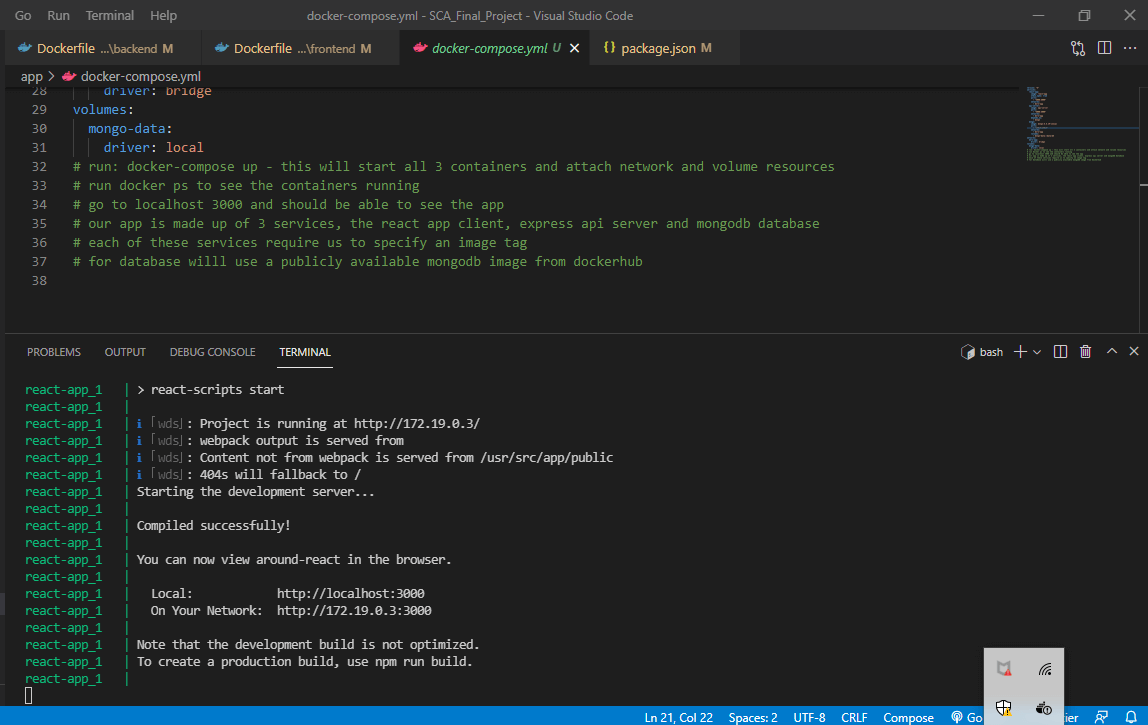 Go Run Terminal Help docker-compose.yml - SCA_Final_Project - Visual Studio Code
Dockerfile ...\backend M Dockerfile ...\frontend M docker-compose.yml U package.json M
app > docker-compose.yml
28 driver: bridge
29 volumes:
30 mongo-data:
31 driver: local
32 # run: docker-compose up - this will start all 3 containers and attach network and volume resources
33 # run docker ps to see the containers running
34 # go to localhost 3000 and should be able to see the app
35 # our app is made up of 3 services, the react app client, express api server and mongodb database
36 # each of these services require us to specify an image tag
37 # for database willl use a publicly available mongodb image from dockerhub
38
PROBLEMS OUTPUT DEBUG CONSOLE TERMINAL bash
react-app_1 | > react-scripts start
react-app_1 |
react-app_1 | ℹ ｢wds｣: Project is running at http://172.19.0.3/
react-app_1 | ℹ ｢wds｣: webpack output is served from
react-app_1 | ℹ ｢wds｣: Content not from webpack is served from /usr/src/app/public
react-app_1 | ℹ ｢wds｣: 404s will fallback to /
react-app_1 | Starting the development server...
react-app_1 |
react-app_1 | Compiled successfully!
react-app_1 |
react-app_1 | You can now view around-react in the browser.
react-app_1 |
react-app_1 | Local: http://localhost:3000
react-app_1 | On Your Network: http://172.19.0.3:3000
react-app_1 |
react-app_1 | Note that the development build is not optimized.
react-app_1 | To create a production build, use npm run build.
react-app_1 |
Ln 21, Col 22 Spaces: 2 UTF-8 CRLF Compose Go